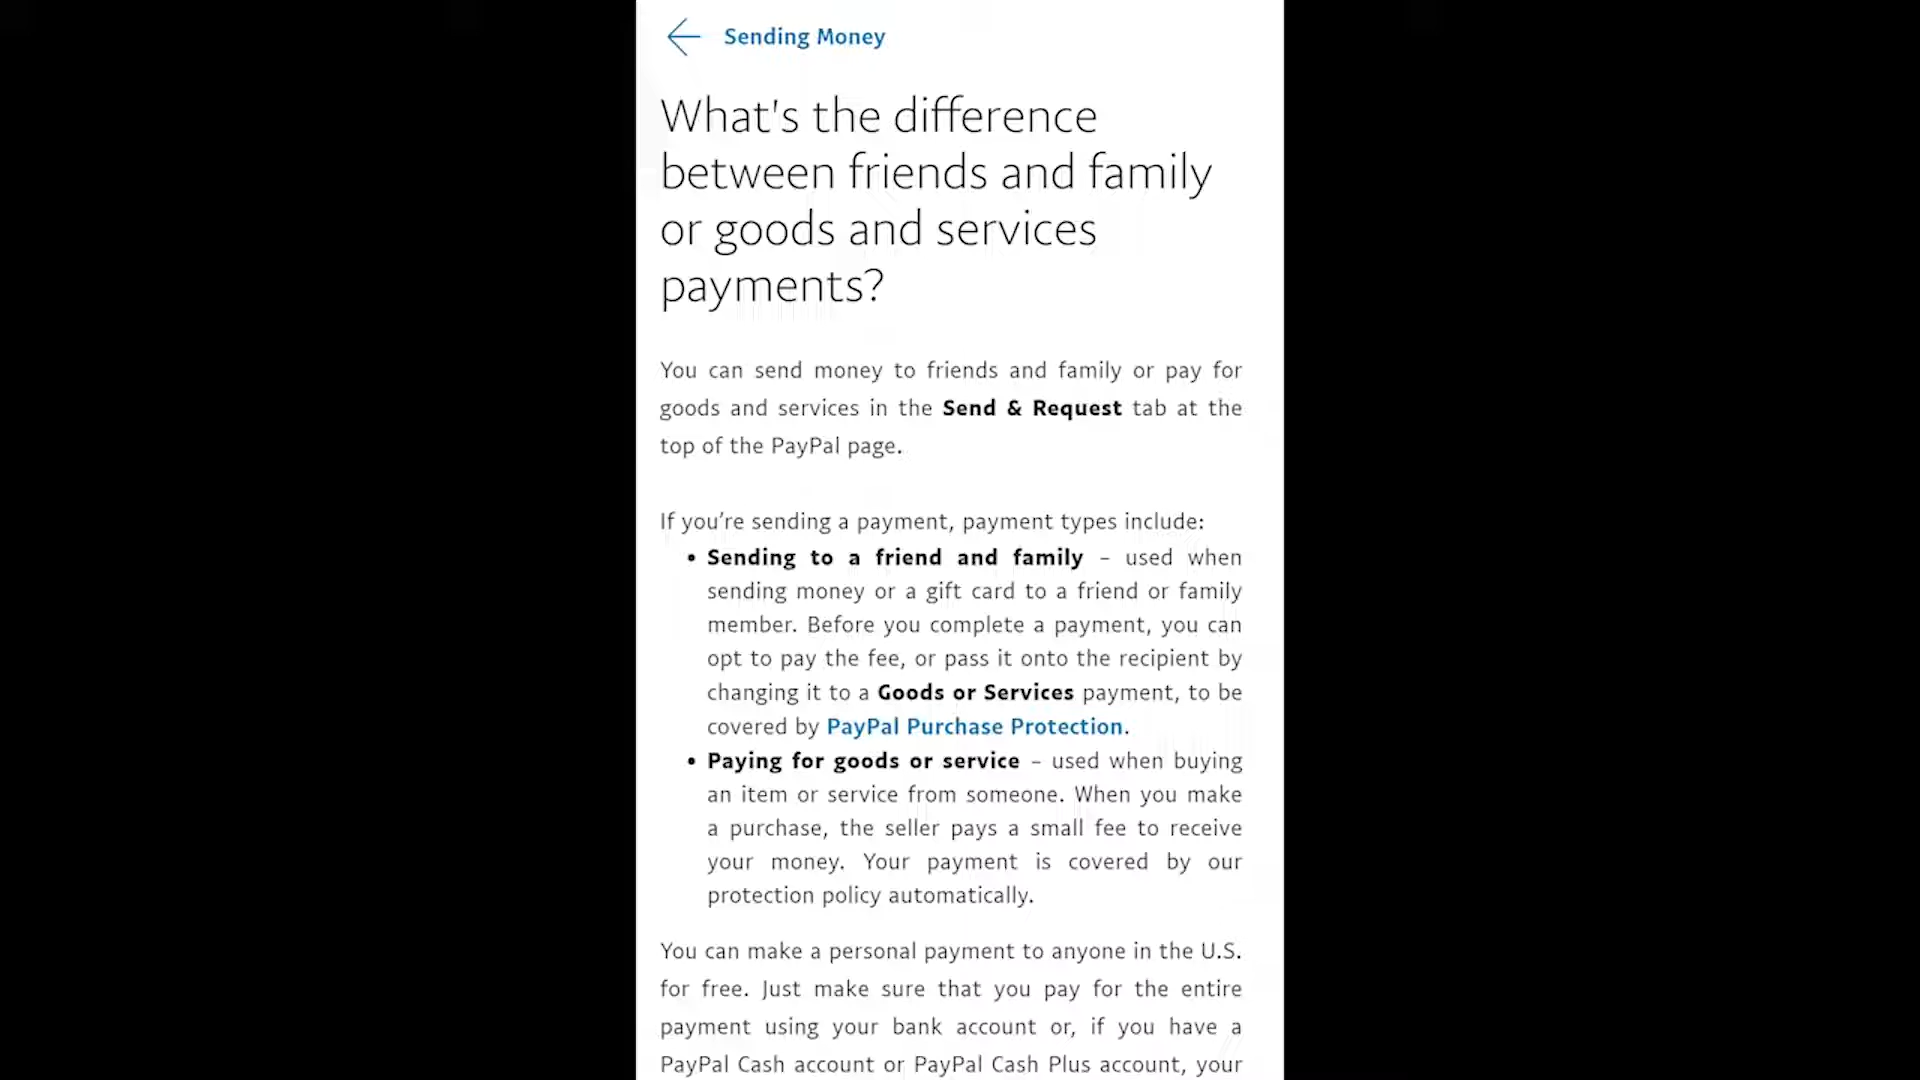 Sending Money
What's the difference
between friends and family
or goods and services
payments?
You can send money to friends and family or pay for
goods and services in the Send & Request tab at the
top of the PayPal page.
If you’re sending a payment, payment types include:
• Sending to a friend and family – used when
sending money or a gift card to a friend or family
member. Before you complete a payment, you can
opt to pay the fee, or pass it onto the recipient by
changing it to a Goods or Services payment, to be
covered by PayPal Purchase Protection.
• Paying for goods or service – used when buying
an item or service from someone. When you make
a purchase, the seller pays a small fee to receive
your money. Your payment is covered by our
protection policy automatically.
You can make a personal payment to anyone in the U.S.
for free. Just make sure that you pay for the entire
payment using your bank account or, if you have a
PayPal Cash account or PayPal Cash Plus account, your